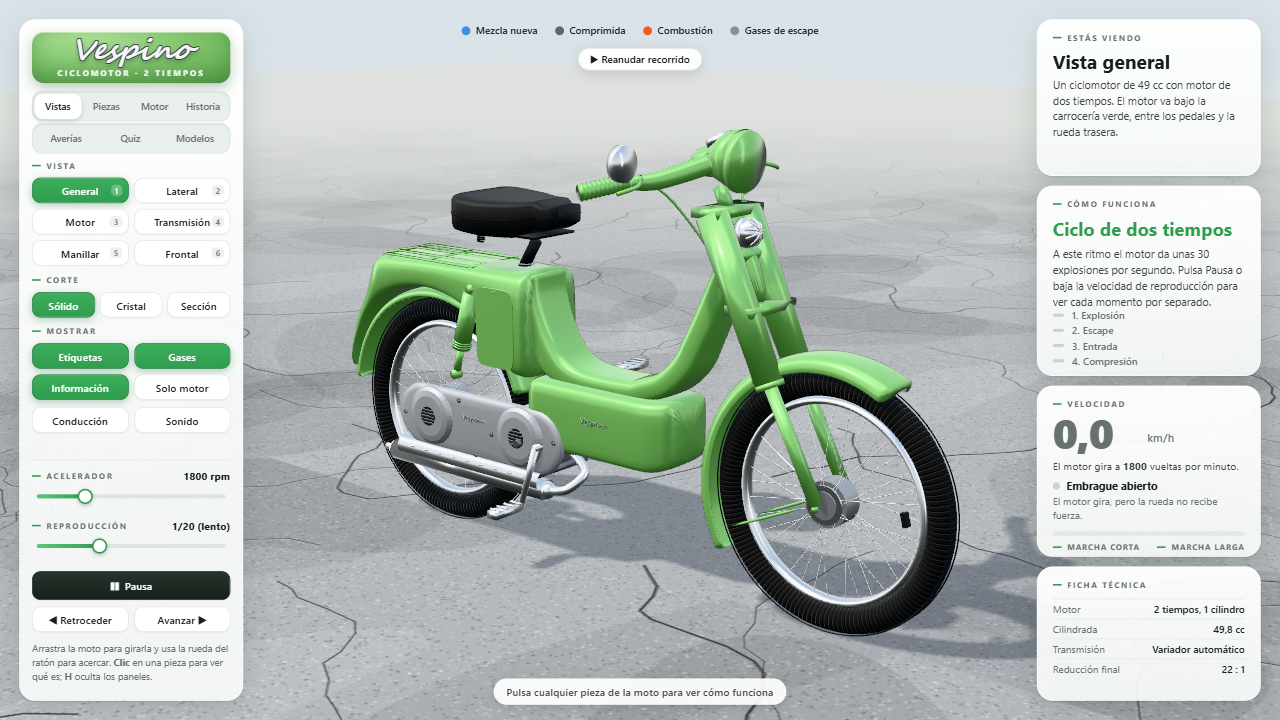 Vespino
CICLOMOTOR · 2 TIEMPOS
Vistas
Piezas
Motor
Historia
Averías
Quiz
Modelos
VISTA
General 1
Lateral 2
Motor 3
Transmisión 4
Manillar 5
Frontal 6
CORTE
Sólido
Cristal
Sección
MOSTRAR
Etiquetas
Gases
Información
Solo motor
Conducción
Sonido
ACELERADOR 1800 rpm
REPRODUCCIÓN 1/20 (lento)
Pausa
Retroceder
Avanzar
Arrastra la moto para girarla y usa la rueda del
ratón para acercar. Clic en una pieza para ver
qué es; H oculta los paneles.
Mezcla nueva
Comprimida
Combustión
Gases de escape
Reanudar recorrido
Vespino
Vespino
Pulsa cualquier pieza de la moto para ver cómo funciona
ESTÁS VIENDO
Vista general
Un ciclomotor de 49 cc con motor de
dos tiempos. El motor va bajo la
carrocería verde, entre los pedales y la
rueda trasera.
CÓMO FUNCIONA
Ciclo de dos tiempos
A este ritmo el motor da unas 30
explosiones por segundo. Pulsa Pausa o
baja la velocidad de reproducción para
ver cada momento por separado.
1. Explosión
2. Escape
3. Entrada
4. Compresión
VELOCIDAD
0,0 km/h
El motor gira a 1800 vueltas por minuto.
Embrague abierto
El motor gira, pero la rueda no recibe
fuerza.
MARCHA CORTA
MARCHA LARGA
FICHA TÉCNICA
Motor 2 tiempos, 1 cilindro
Cilindrada 49,8 cc
Transmisión Variador automático
Reducción final 22 : 1